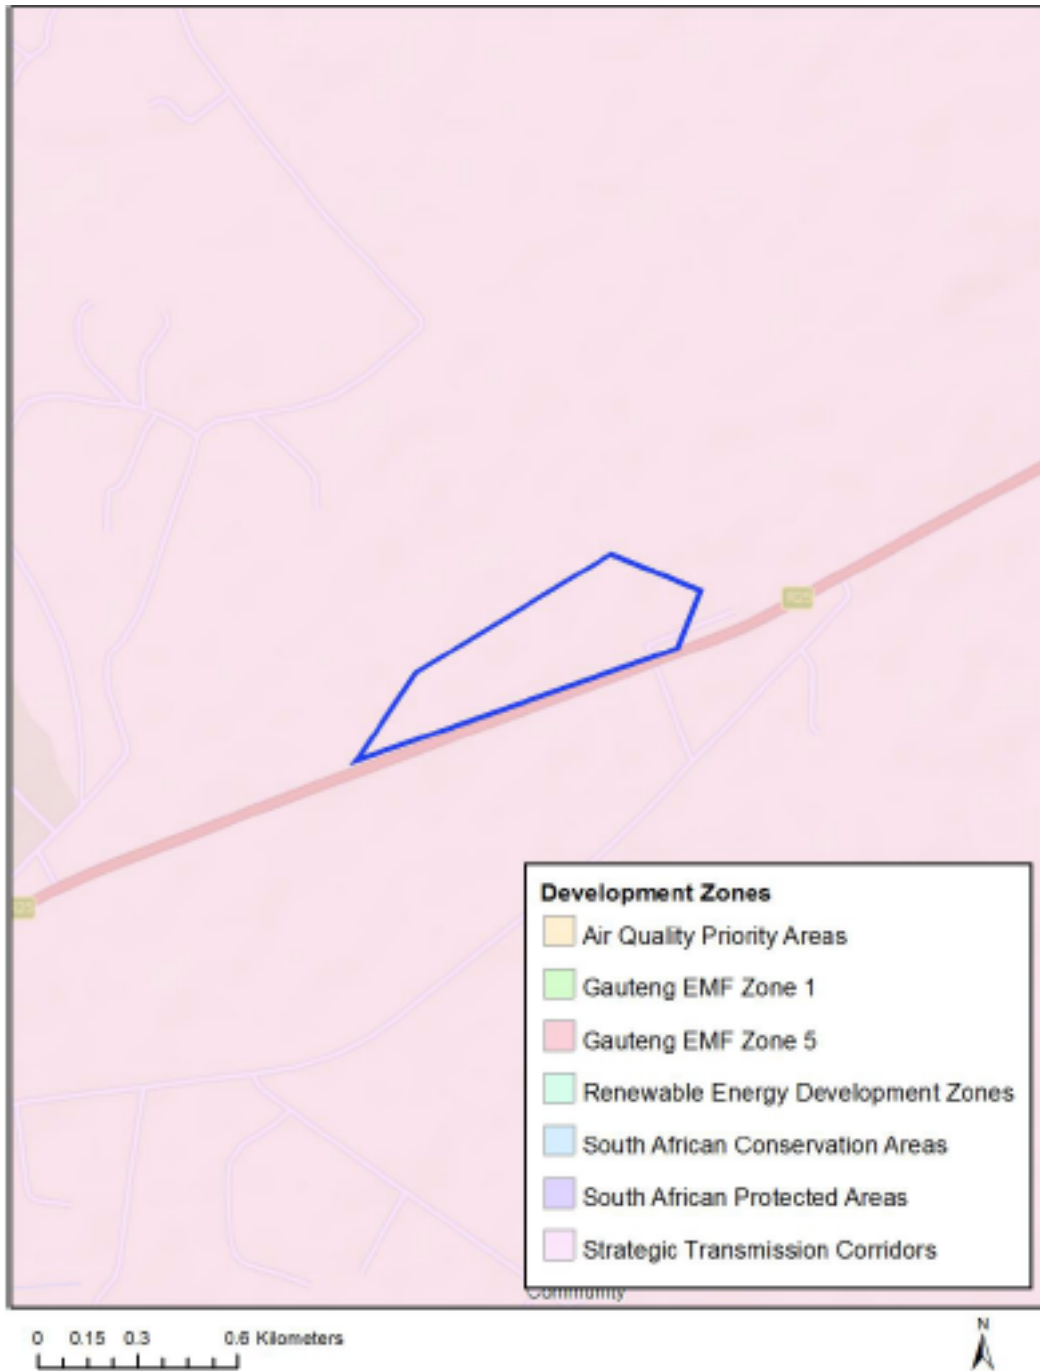 Development Zones
Air Quality Priority Areas
Gauteng EMF Zone 1
Gauteng EMF Zone 5
Renewable Energy Development Zones
South African Conservation Areas
South African Protected Areas
Strategic Transmission Corridors
Community
0 0.15 0.3 0.6 Kilometers
N